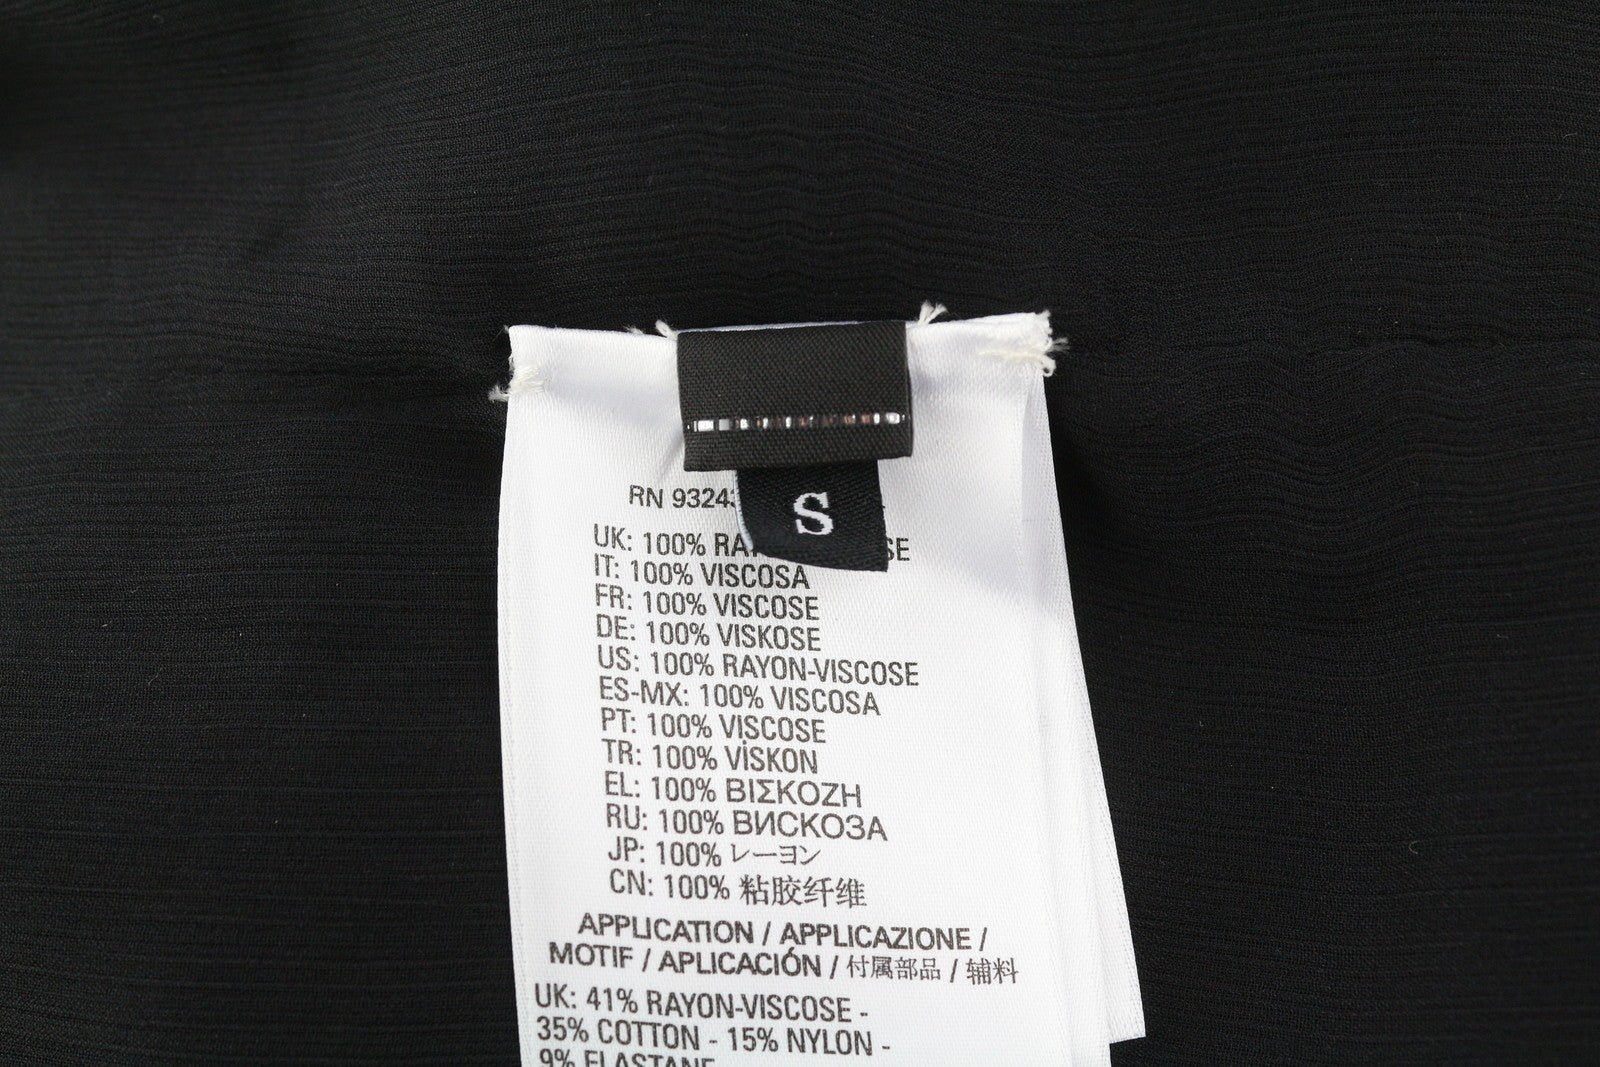 S
RN
UK: 100%
IT: 100% VISCOSA
FR: 100% VISCOSE
DE: 100% VISKOSE
US: 100% RAYON-VISCOSE
ES-MX: 100% VISCOSA
PT: 100% VISCOSE
TR: 100% VİSKON
EL: 100% ΒΙΣΚΟΖΗ
RU: 100% ВИСКОЗА
JP: 100% レーヨン
CN: 100% 粘胶纤维
APPLICATION / APPLICAZIONE /
MOTIF / APLICACIÓN / 付属部品 / 辅料
UK: 41% RAYON-VISCOSE -
35% COTTON - 15% NYLON -
9% ELASTANE